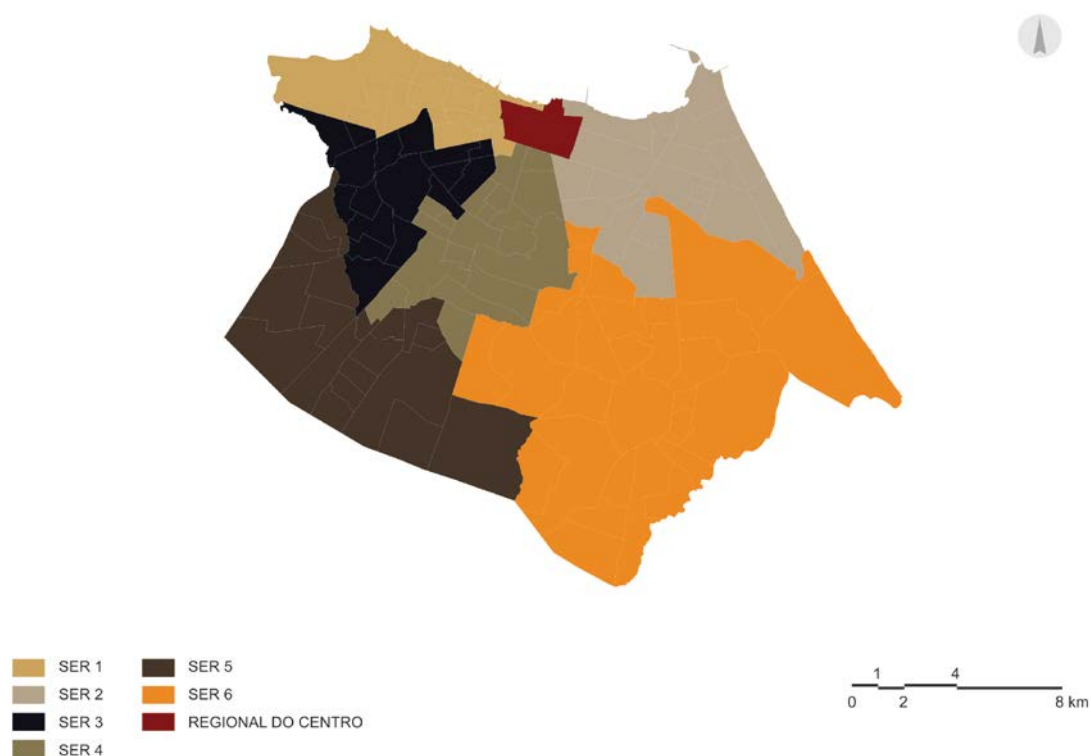 SER 1
SER 2
SER 3
SER 4
SER 5
SER 6
REGIONAL DO CENTRO
1 4
0 2 8 km